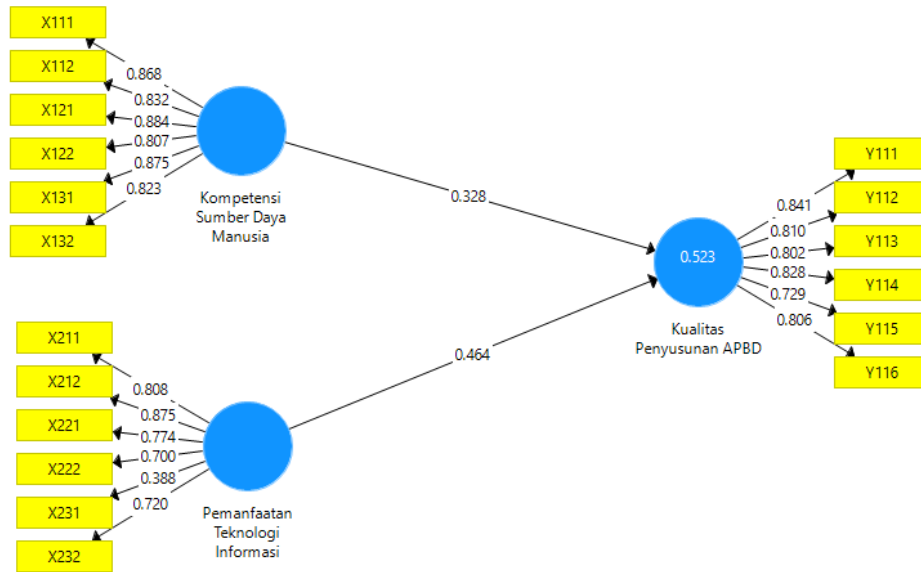 X111
X112
X121
X122
X131
X132
0.868
0.832
0.884
0.807
0.875
0.823
Kompetensi
Sumber Daya
Manusia
0.328
X211
X212
X221
X222
X231
X232
0.808
0.875
0.774
0.700
0.388
0.720
Pemanfaatan
Teknologi
Informasi
0.464
0.523
Kualitas
Penyusunan APBD
0.841
0.810
0.802
0.828
0.729
0.806
Y111
Y112
Y113
Y114
Y115
Y116